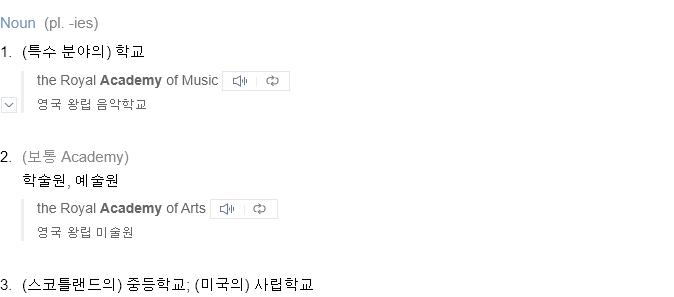 Noun (pl. -ies)
1. (특수 분야의) 학교
the Royal Academy of Music
영국 왕립 음악학교
2. (보통 Academy)
학술원, 예술원
the Royal Academy of Arts
영국 왕립 미술원
3. (스코틀랜드의) 중등학교; (미국의) 사립학교